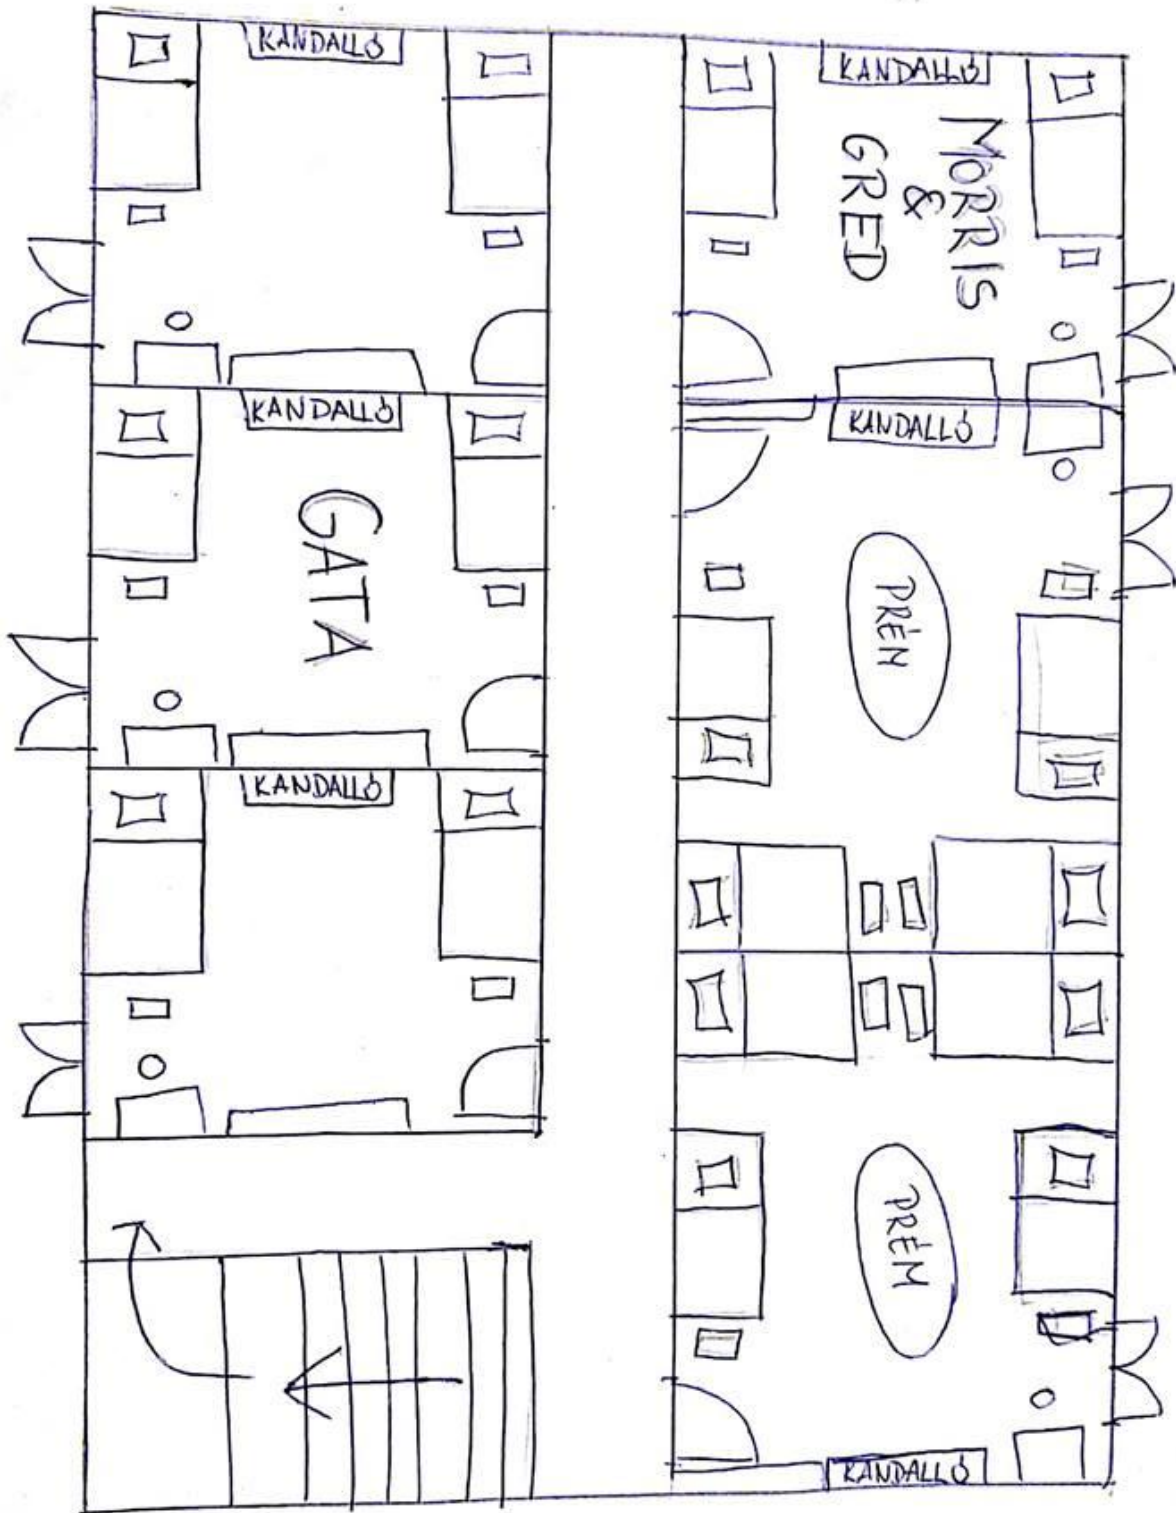 KANDALLÓ
KANDALLÓ
MORRIS
&
GRED
KANDALLÓ
KANDALLÓ
GATA
PRÉM
KANDALLÓ
PRÉM
KANDALLÓ